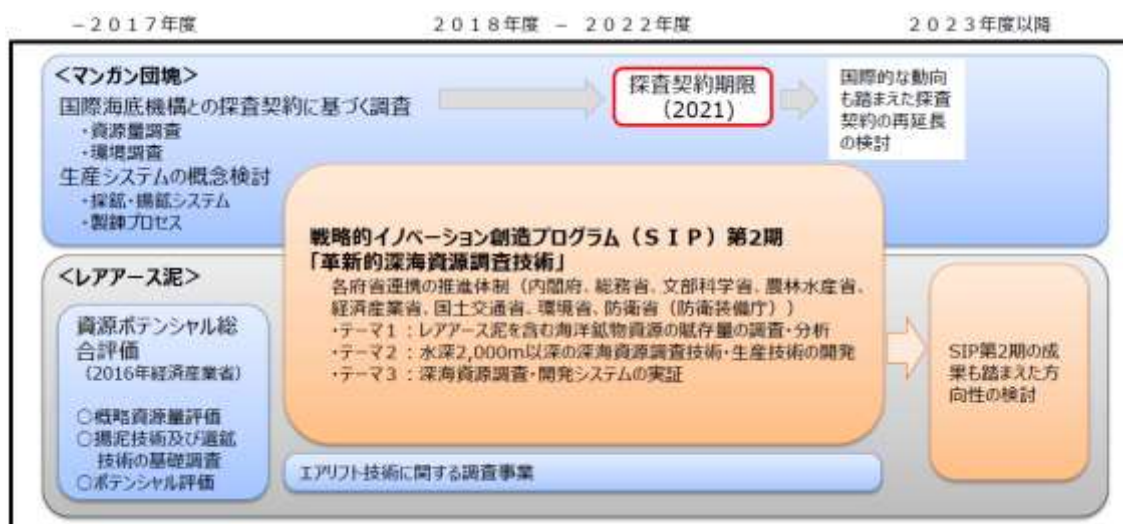 －２０１７年度
２０１８年度 － ２０２２年度
２０２３年度以降
＜マンガン団塊＞
国際海底機構との探査契約に基づく調査
・資源量調査
・環境調査
生産システムの概念検討
・採鉱・揚鉱システム
・製錬プロセス
探査契約期限
(2021)
国際的な動向
も踏まえた探査
契約の再延長
の検討
戦略的イノベーション創造プログラム（ＳＩＰ）第2期
「革新的深海資源調査技術」
各府省連携の推進体制（内閣府、総務省、文部科学省、農林水産省、
経済産業省、国土交通省、環境省、防衛省（防衛装備庁））
・テーマ１：レアアース泥を含む海洋鉱物資源の賦存量の調査・分析
・テーマ２：水深2,000m以深の深海資源調査技術・生産技術の開発
・テーマ３：深海資源調査・開発システムの実証
＜レアアース泥＞
資源ポテンシャル総
合評価
（2016年経済産業省）
○概略資源量評価
○揚泥技術及び選鉱
技術の基礎調査
○ポテンシャル評価
エアリフト技術に関する調査事業
SIP第2期の成
果も踏まえた方
向性の検討